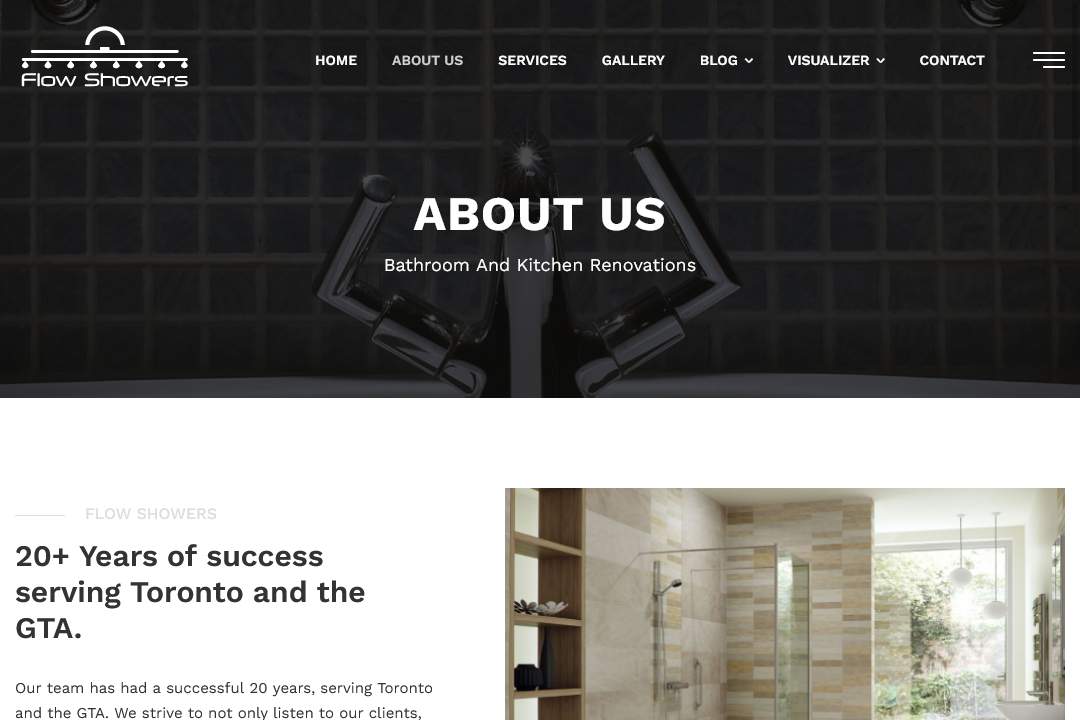 Flow Showers
HOME
ABOUT US
SERVICES
GALLERY
BLOG
VISUALIZER
CONTACT
ABOUT US
Bathroom And Kitchen Renovations
FLOW SHOWERS
20+ Years of success
serving Toronto and the
GTA.
Our team has had a successful 20 years, serving Toronto
and the GTA. We strive to not only listen to our clients,